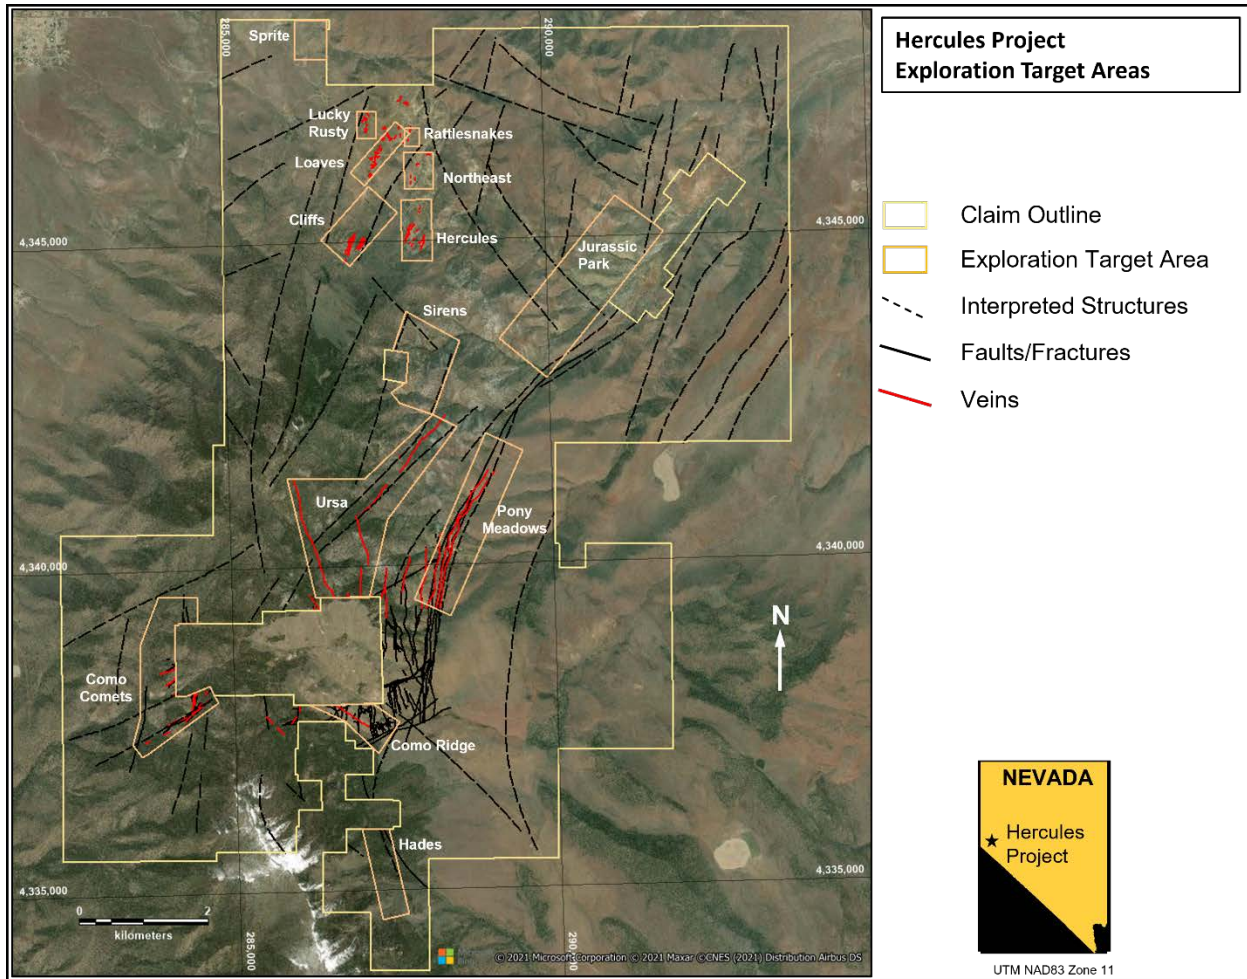 Hercules Project
Exploration Target Areas
Sprite
285,000
290,000
Lucky
Rusty
Rattlesnakes
Loaves
Northeast
Cliffs
Hercules
4,345,000
4,345,000
Jurassic
Park
Sirens
Ursa
Pony
Meadows
4,340,000
4,340,000
Como
Comets
Como Ridge
Hades
4,335,000
4,335,000
0 2
kilometers
285,000
290,000
N
© 2021 Microsoft Corporation © 2021 Maxar ©CNES (2021) Distribution Airbus DS
Claim Outline
Exploration Target Area
Interpreted Structures
Faults/Fractures
Veins
NEVADA
Hercules
Project
UTM NAD83 Zone 11